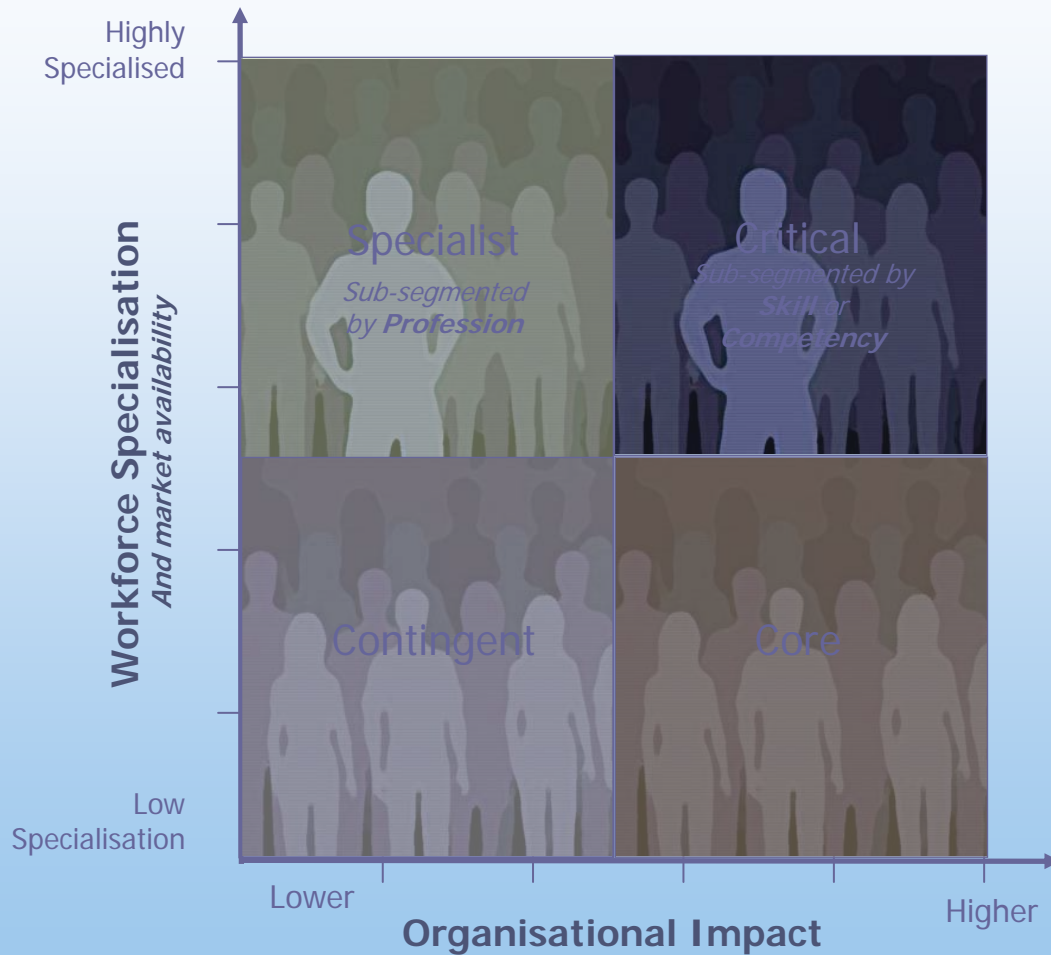 Highly
Specialised
Workforce Specialisation
And market availability
Low
Specialisation
Specialist
Sub-segmented
by Profession
Critical
Sub-segmented by
Skill or
Competency
Contingent
Core
Lower
Higher
Organisational Impact